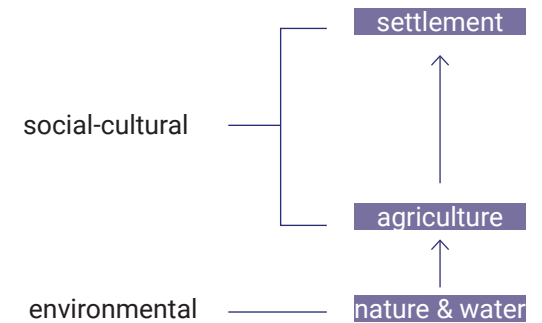 settlement
social-cultural
agriculture
environmental
nature & water